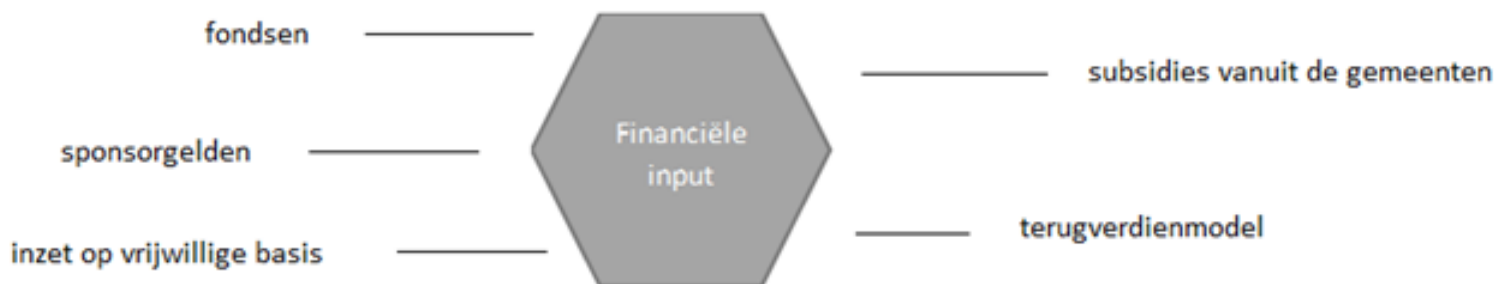 fondsen
subsidies vanuit de gemeenten
sponsorgelden
Financiële
input
terugverdienmodel
inzet op vrijwillige basis